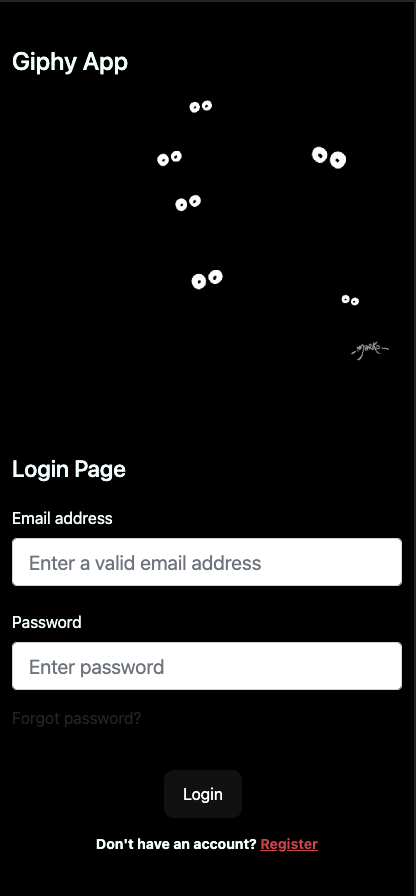 Giphy App
marko
Login Page
Email address
Enter a valid email address
Password
Enter password
Forgot password?
Login
Don't have an account? Register